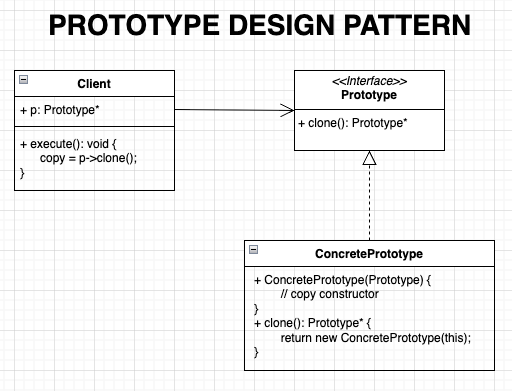 PROTOTYPE DESIGN PATTERN
Client
+ p: Prototype*
+ execute(): void {
copy = p->clone();
}
<<Interface>>
Prototype
+ clone(): Prototype*
ConcretePrototype
+ ConcretePrototype(Prototype) {
// copy constructor
}
+ clone(): Prototype* {
return new ConcretePrototype(this);
}